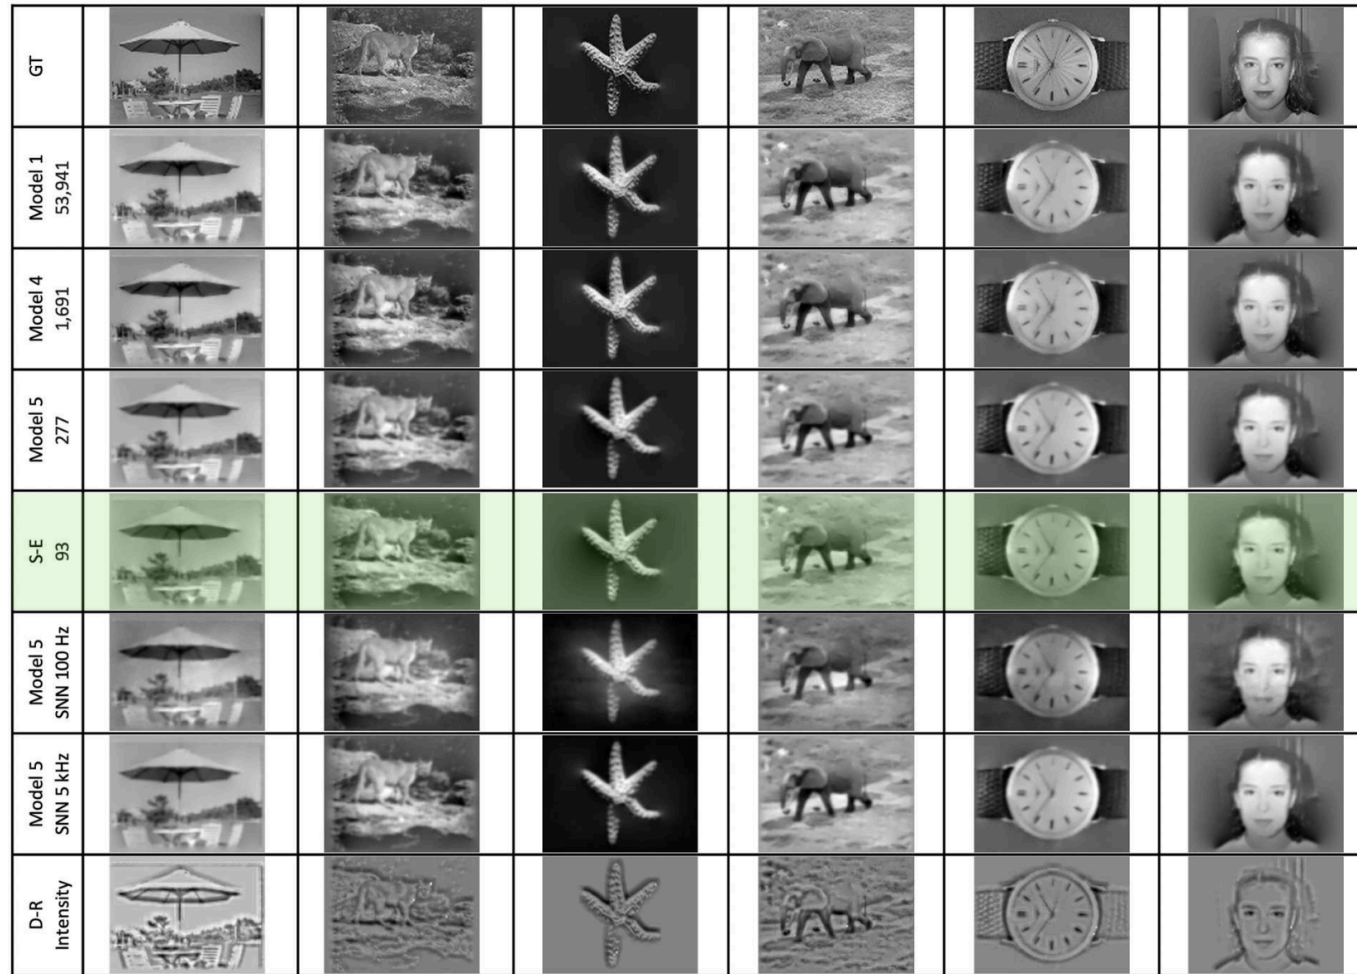 GT
Model 1
53,941
Model 4
1,691
Model 5
277
S-E
93
Model 5
SNN 100 Hz
Model 5
SNN 5 kHz
D-R
Intensity